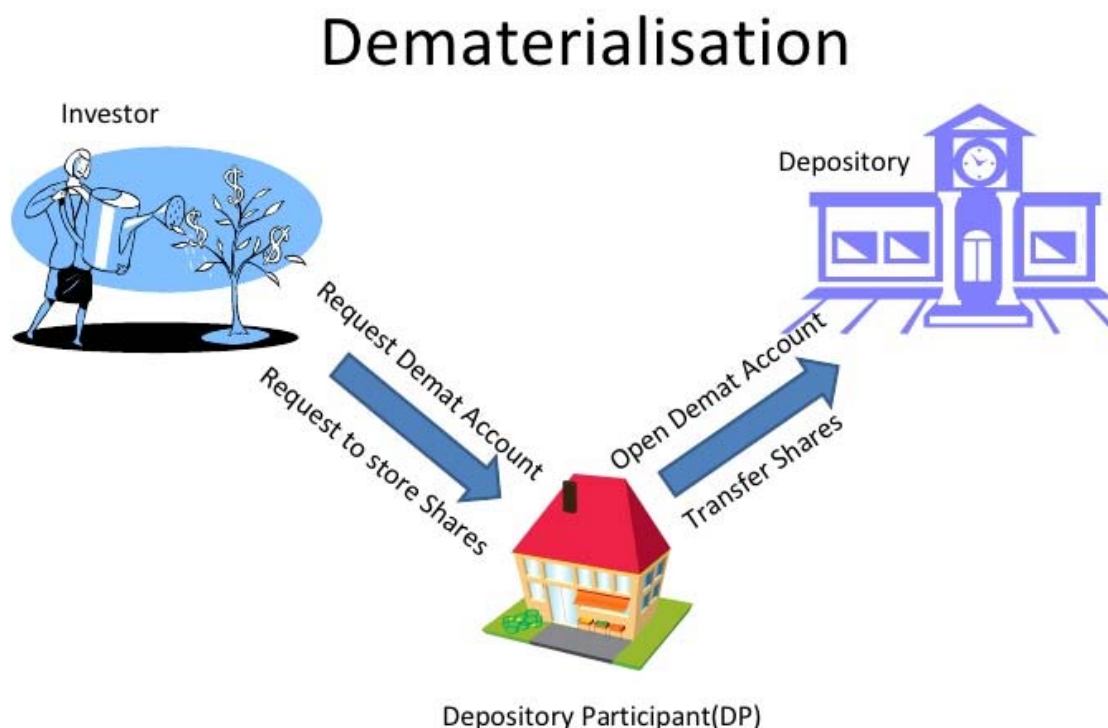 Dematerialisation
Investor
Depository
Request Demat Account
Request to store Shares
Open Demat Account
Transfer Shares
Depository Participant(DP)